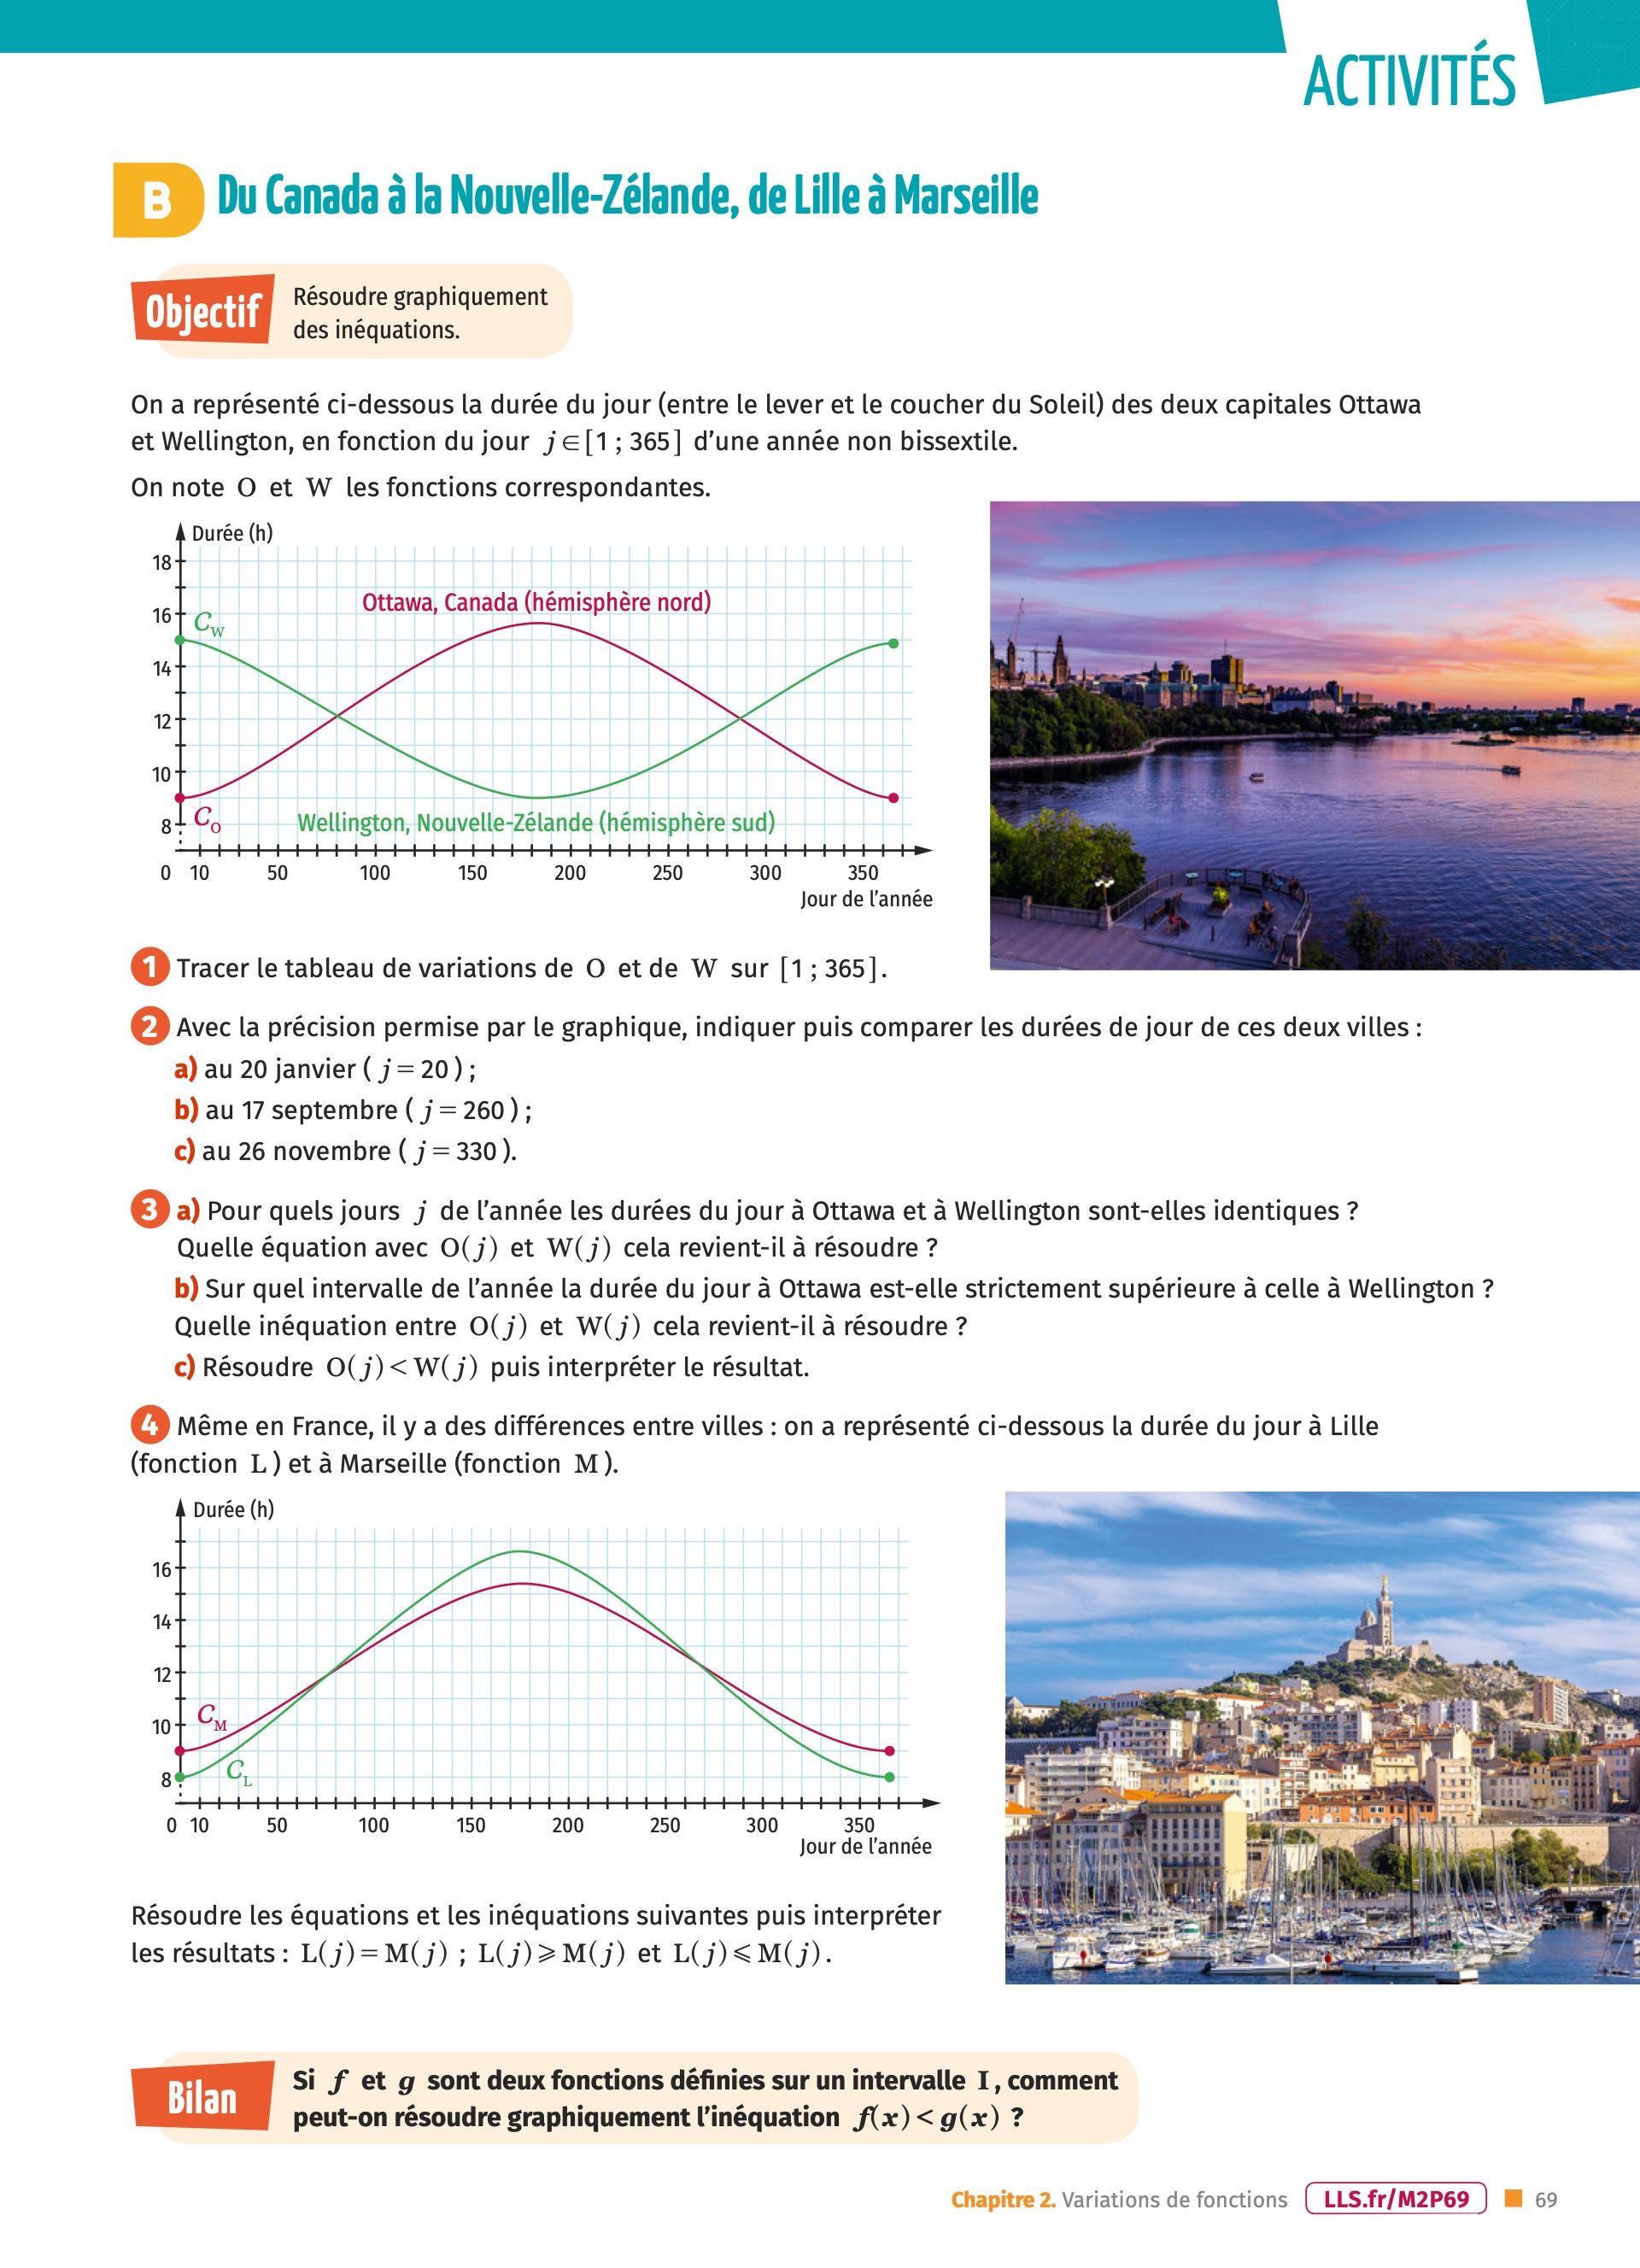 ACTIVITÉS
B Du Canada à la Nouvelle-Zélande, de Lille à Marseille
Objectif
Résoudre graphiquement
des inéquations.
On a représenté ci-dessous la durée du jour (entre le lever et le coucher du Soleil) des deux capitales Ottawa
et Wellington, en fonction du jour j ∈ [1 ; 365] d’une année non bissextile.
On note O et W les fonctions correspondantes.
Durée (h)
18
16
14
12
10
8
Ottawa, Canada (hémisphère nord)
C_W
C_O
Wellington, Nouvelle-Zélande (hémisphère sud)
0 10 50 100 150 200 250 300 350
Jour de l’année
1 Tracer le tableau de variations de O et de W sur [1 ; 365].
2 Avec la précision permise par le graphique, indiquer puis comparer les durées de jour de ces deux villes :
a) au 20 janvier ( j = 20 ) ;
b) au 17 septembre ( j = 260 ) ;
c) au 26 novembre ( j = 330 ).
3 a) Pour quels jours j de l’année les durées du jour à Ottawa et à Wellington sont-elles identiques ?
Quelle équation avec O(j) et W(j) cela revient-il à résoudre ?
b) Sur quel intervalle de l’année la durée du jour à Ottawa est-elle strictement supérieure à celle à Wellington ?
Quelle inéquation entre O(j) et W(j) cela revient-il à résoudre ?
c) Résoudre O(j) < W(j) puis interpréter le résultat.
4 Même en France, il y a des différences entre villes : on a représenté ci-dessous la durée du jour à Lille
(fonction L ) et à Marseille (fonction M ).
Durée (h)
16
14
12
10
8
C_M
C_L
0 10 50 100 150 200 250 300 350
Jour de l’année
Résoudre les équations et les inéquations suivantes puis interpréter
les résultats : L(j) = M(j) ; L(j) ⩾ M(j) et L(j) ⩽ M(j).
Bilan
Si f et g sont deux fonctions définies sur un intervalle I, comment
peut-on résoudre graphiquement l’inéquation f(x) < g(x) ?
Chapitre 2. Variations de fonctions LLS.fr/M2P69 69